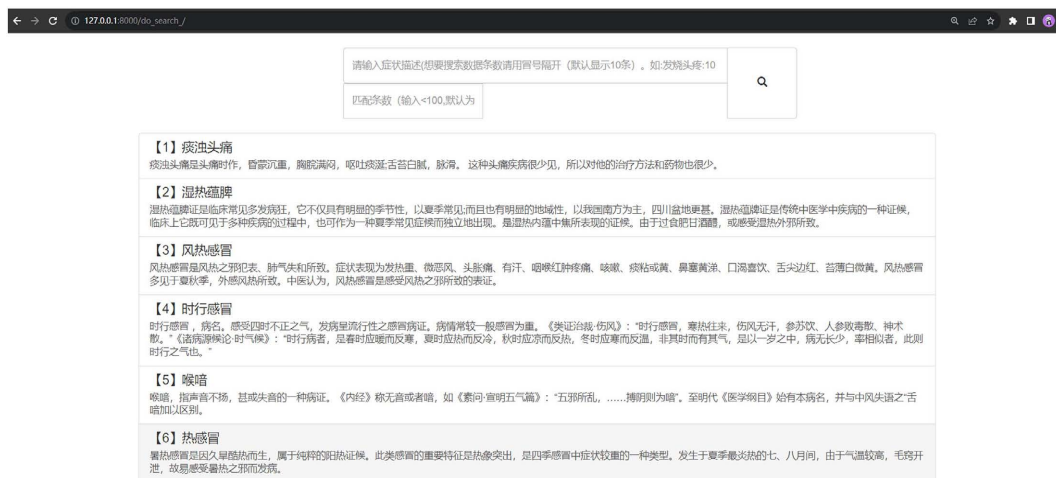 127.0.0.1:8000/do_search_/
请输入症状描述(想要搜索数据条数请用冒号隔开（默认显示10条）。如:发烧头疼:10
匹配条数（输入<100,默认为
【1】痰浊头痛
痰浊头痛是头痛时作，昏蒙沉重，胸脘满闷，呕吐痰涎;舌苔白腻，脉滑。 这种头痛疾病很少见，所以对他的治疗方法和药物也很少。
【2】湿热蕴脾
湿热蕴脾证是临床常见多发病狂，它不仅具有明显的季节性，以夏季常见;而且也有明显的地域性，以我国南方为主，四川盆地更甚。湿热蕴脾证是传统中医学中疾病的一种证候，
临床上它既可见于多种疾病的过程中，也可作为一种夏季常见症候而独立地出现。是湿热内蕴中焦所表现的证候。由于过食肥甘酒醴，或感受湿热外邪所致。
【3】风热感冒
风热感冒是风热之邪犯表、肺气失和所致。症状表现为发热重、微恶风、头胀痛、有汗、咽喉红肿疼痛、咳嗽、痰粘或黄、鼻塞黄涕、口渴喜饮、舌尖边红、苔薄白微黄。风热感冒
多见于夏秋季，外感风热所致。中医认为，风热感冒是感受风热之邪所致的表证。
【4】时行感冒
时行感冒 ，病名。感受四时不正之气，发病呈流行性之感冒病证。病情常较一般感冒为重。《类证治裁·伤风》：“时行感冒，寒热往来，伤风无汗，参苏饮、人参败毒散、神术
散。”《诸病源候论·时气候》：“时行病者，是春时应暖而反寒，夏时应热而反冷，秋时应凉而反热，冬时应寒而反温，非其时而有其气，是以一岁之中，病无长少，率相似者，此则
时行之气也。”
【5】喉喑
喉喑，指声音不扬，甚或失音的一种病证。《内经》称无音或者喑，如《素问·宣明五气篇》：“五邪所乱，……搏阴则为喑”。至明代《医学纲目》始有本病名，并与中风失语之“舌
喑加以区别。
【6】热感冒
暑热感冒是因久旱酷热而生，属于纯粹的阳热证候。此类感冒的重要特征是热象突出，是四季感冒中症状较重的一种类型。发生于夏季最炎热的七、八月间，由于气温较高，毛窍开
泄，故易感受暑热之邪而发病。